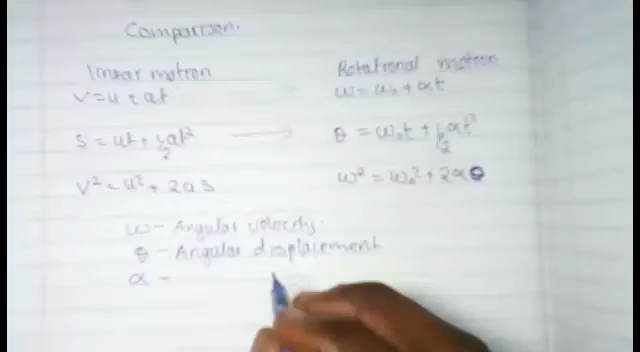 Comparison.
Linear motion
Rotational motion
V = u + at
ω = ω₀ + αt
S = ut + ½at²
θ = ω₀t + ½αt²
V² = u² + 2as
ω² = ω₀² + 2αθ
ω - Angular velocity.
θ - Angular displacement
α -